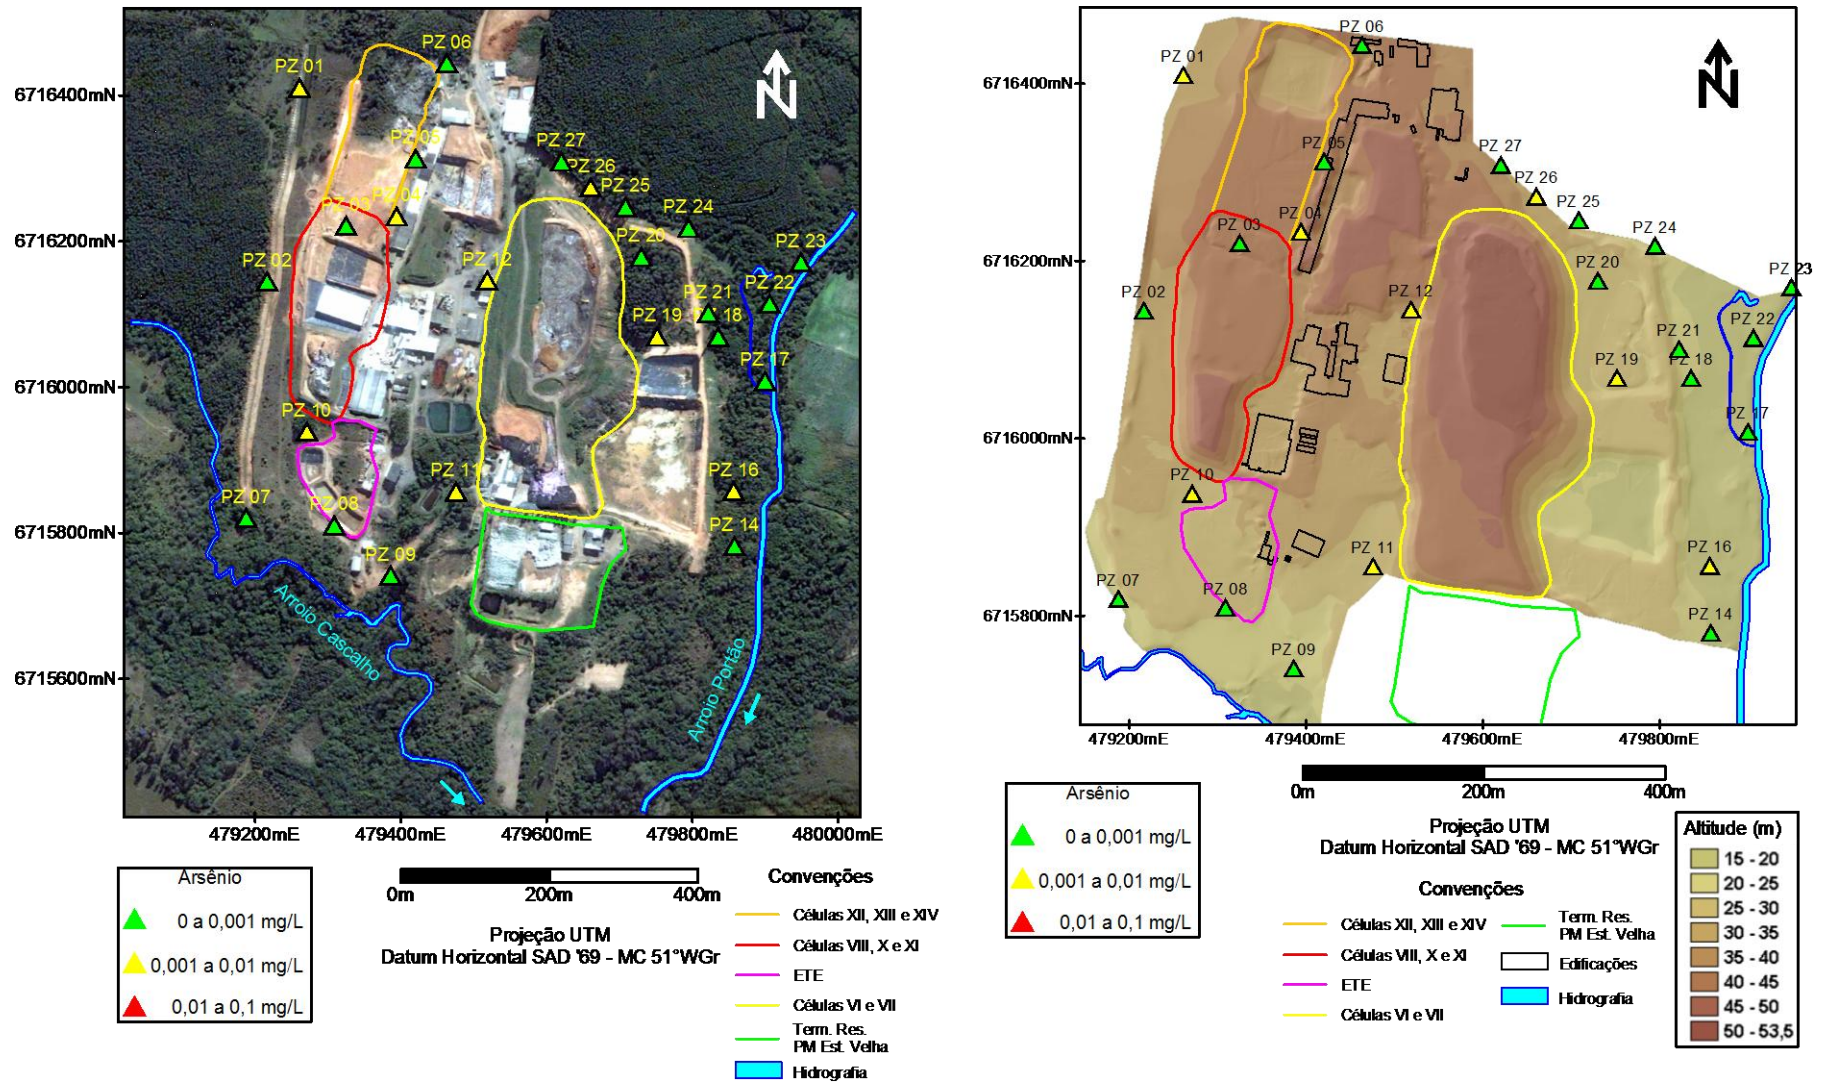 PZ 06
PZ 01
6716400mN
N
PZ 05
PZ 27
PZ 26
PZ 25
PZ 04
PZ 03
PZ 24
6716200mN
PZ 02
PZ 12
PZ 20
PZ 23
PZ 22
PZ 21
PZ 19
PZ 18
PZ 17
6716000mN
PZ 10
PZ 11
PZ 16
PZ 07
PZ 08
PZ 14
6715800mN
PZ 09
Arroio Cascalho
Arroio Portão
6715600mN
479200mE
479400mE
479600mE
479800mE
480000mE
Arsênio
0 a 0,001 mg/L
0,001 a 0,01 mg/L
0,01 a 0,1 mg/L
0m
200m
400m
Projeção UTM
Datum Horizontal SAD '69 - MC 51°WGr
Convenções
Células XII, XIII e XIV
Células VIII, X e XI
ETE
Células VI e VII
Term. Res.
PM Est. Velha
Hidrografia
PZ 06
PZ 01
6716400mN
N
PZ 05
PZ 27
PZ 26
PZ 25
PZ 04
PZ 03
PZ 24
6716200mN
PZ 02
PZ 12
PZ 20
PZ 23
PZ 22
PZ 21
PZ 19
PZ 18
PZ 17
6716000mN
PZ 10
PZ 11
PZ 16
PZ 07
PZ 08
PZ 14
6715800mN
PZ 09
479200mE
479400mE
479600mE
479800mE
Arsênio
0 a 0,001 mg/L
0,001 a 0,01 mg/L
0,01 a 0,1 mg/L
0m
200m
400m
Projeção UTM
Datum Horizontal SAD '69 - MC 51°WGr
Convenções
Células XII, XIII e XIV
Células VIII, X e XI
ETE
Células VI e VII
Term. Res.
PM Est. Velha
Edificações
Hidrografia
Altitude (m)
15 - 20
20 - 25
25 - 30
30 - 35
35 - 40
40 - 45
45 - 50
50 - 53,5